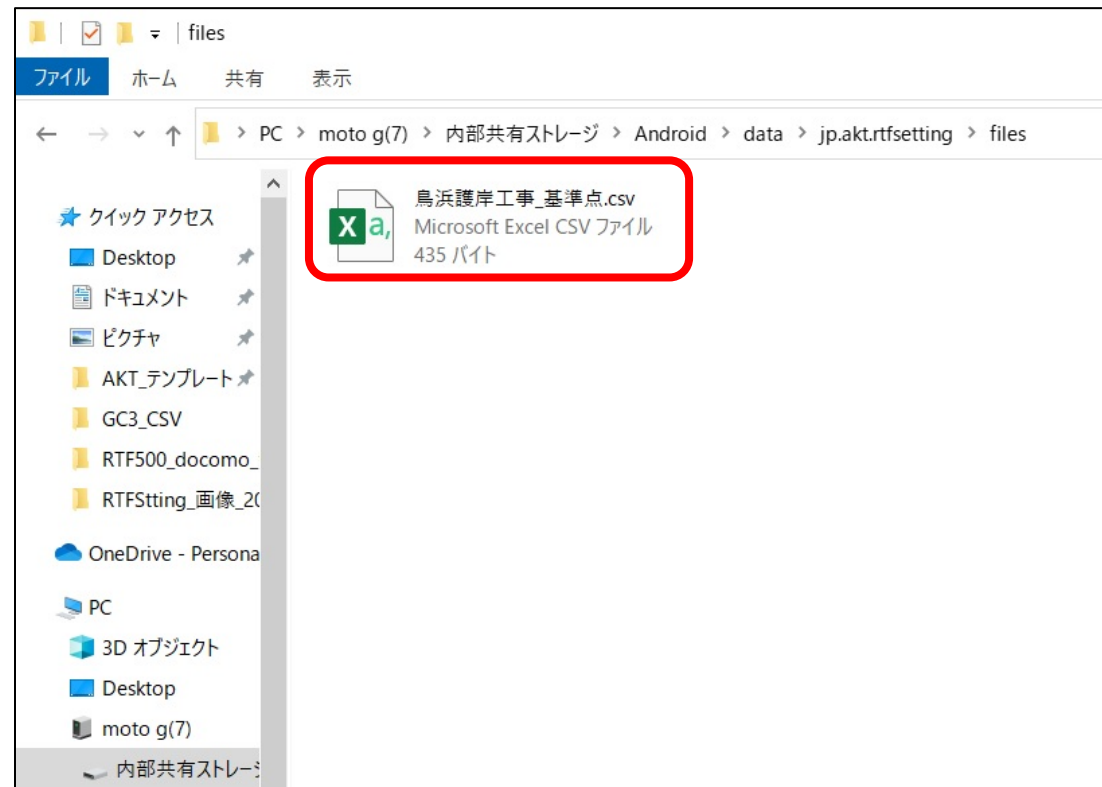 files
ファイル ホーム 共有 表示
PC > moto g(7) > 内部共有ストレージ > Android > data > jp.akt.rtfsetting > files
鳥浜護岸工事_基準点.csv
Microsoft Excel CSV ファイル
435 バイト
クイック アクセス
Desktop
ドキュメント
ピクチャ
AKT_テンプレート
GC3_CSV
RTF500_docomo_
RTFStting_画像_20
OneDrive - Persona
PC
3D オブジェクト
Desktop
moto g(7)
内部共有ストレージ